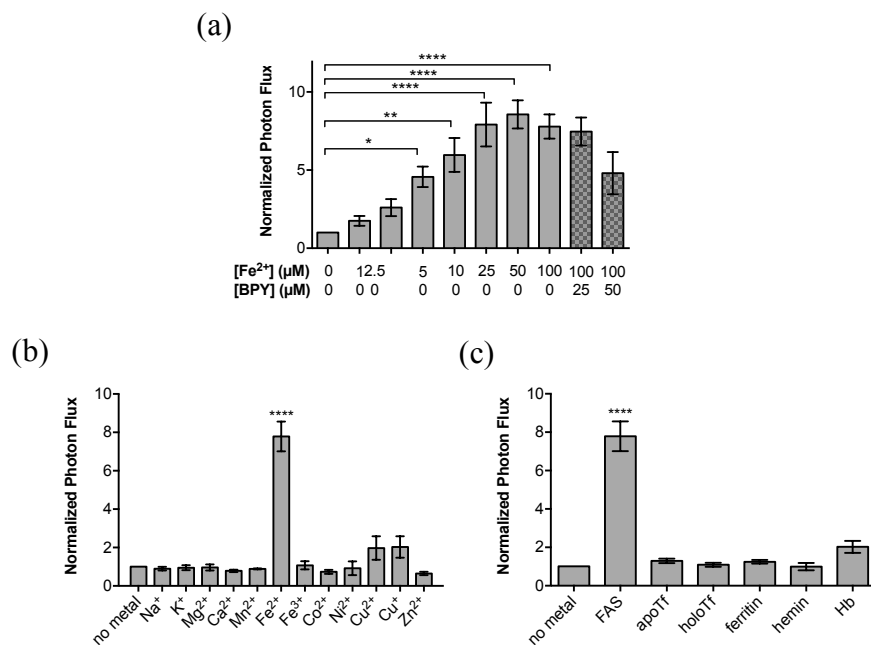 (a)
****
****
****
**
*
Normalized Photon Flux
10
5
0
[Fe²⁺] (µM) 0 12.5 5 10 25 50 100 100 100
[BPY] (µM) 0 0 0 0 0 0 0 0 25 50
(b)
Normalized Photon Flux
10
8
6
4
2
0
****
no metal Na⁺ K⁺ Mg²⁺ Ca²⁺ Mn²⁺ Fe²⁺ Fe³⁺ Co²⁺ Ni²⁺ Cu²⁺ Cu⁺ Zn²⁺
(c)
Normalized Photon Flux
10
8
6
4
2
0
****
no metal FAS apoTf holoTf ferritin hemin Hb